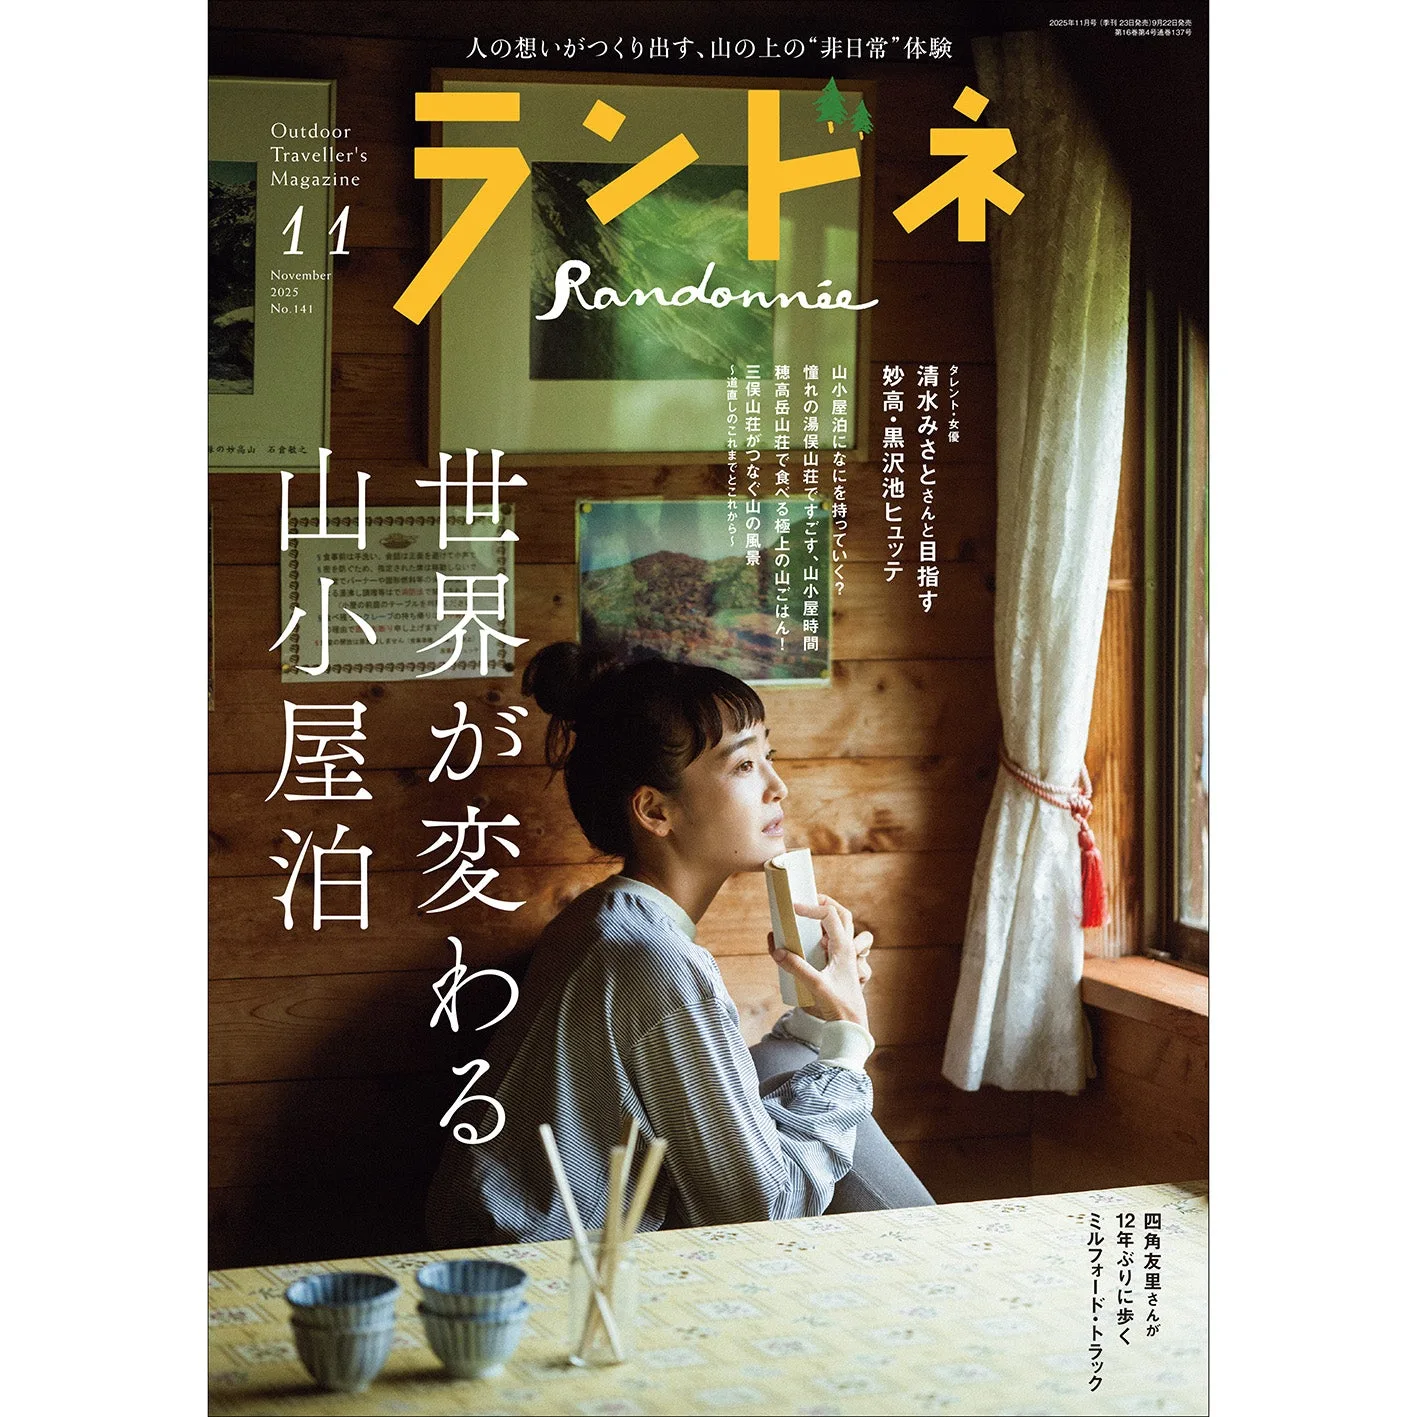 2025年11月号（季刊 23日発売）9月22日発売
第16巻第4号通巻137号
人の想いがつくり出す、山の上の“非日常”体験
ランドネ
Randonnée
Outdoor
Traveller's
Magazine
11
November
2025
No.141
タレント・女優
清水みさとさんと目指す
妙高・黒沢池ヒュッテ
山小屋泊になにを持っていく?
憧れの湯俣山荘ですごす、山小屋時間
穂高岳山荘で食べる極上の山ごはん!
三俣山荘がつなぐ山の風景
〜道直しのこれまでとこれから〜
の妙高山 石倉敏之
世界が変わる
山小屋泊
四角友里さんが
12年ぶりに歩く
ミルフォード・トラック